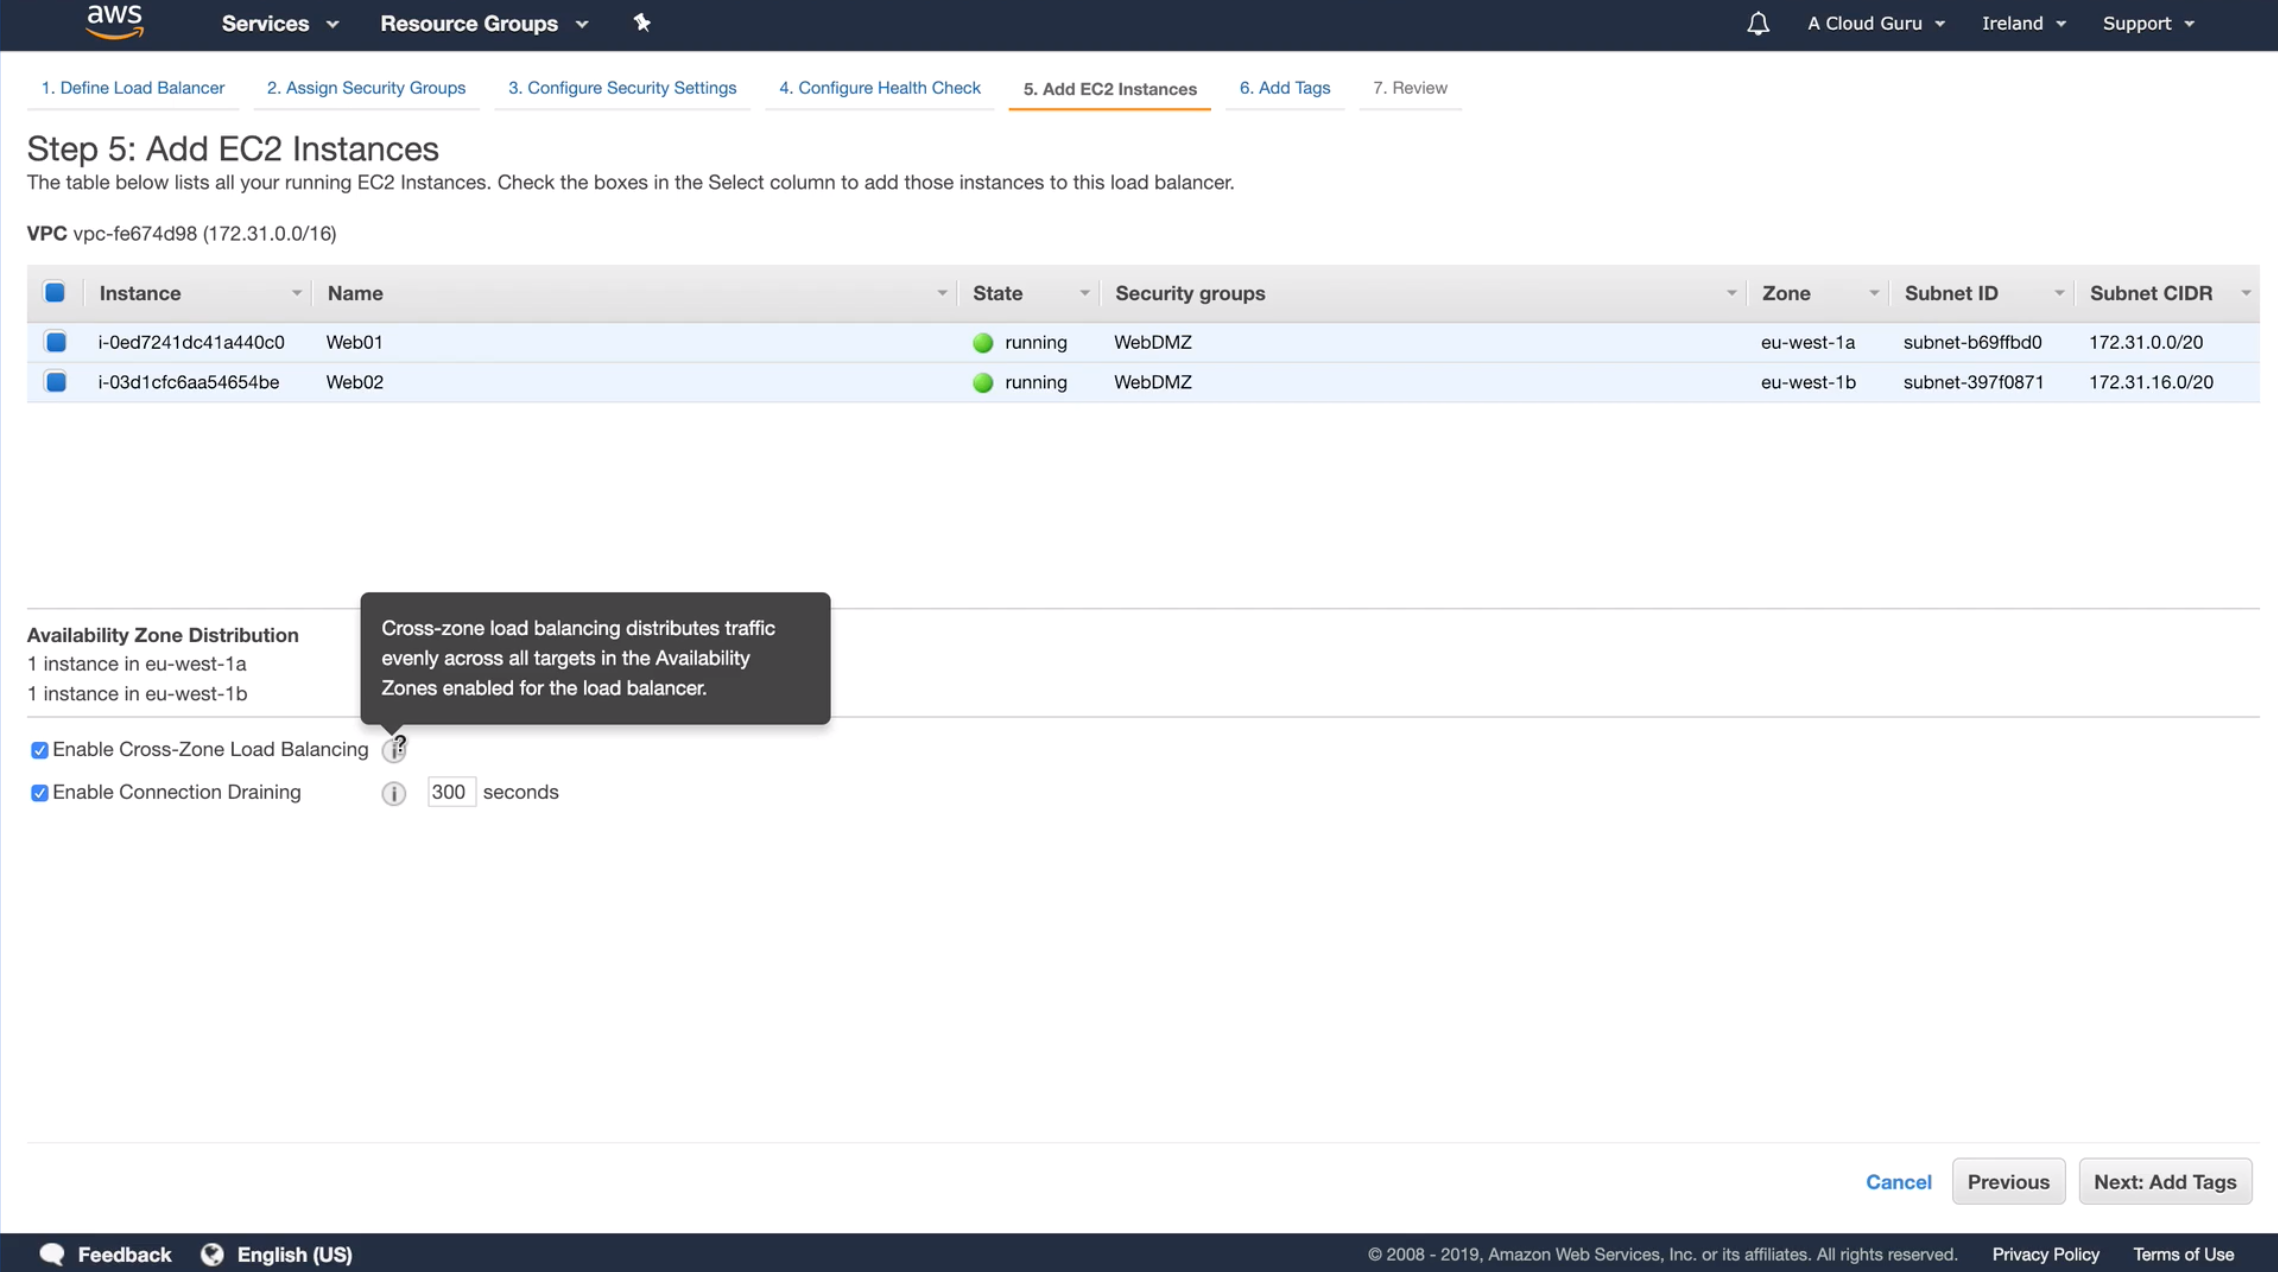 aws Services Resource Groups A Cloud Guru Ireland Support
1. Define Load Balancer 2. Assign Security Groups 3. Configure Security Settings 4. Configure Health Check 5. Add EC2 Instances 6. Add Tags 7. Review
Step 5: Add EC2 Instances
The table below lists all your running EC2 Instances. Check the boxes in the Select column to add those instances to this load balancer.
VPC vpc-fe674d98 (172.31.0.0/16)
Instance Name State Security groups Zone Subnet ID Subnet CIDR
i-0ed7241dc41a440c0 Web01 running WebDMZ eu-west-1a subnet-b69ffbd0 172.31.0.0/20
i-03d1cfc6aa54654be Web02 running WebDMZ eu-west-1b subnet-397f0871 172.31.16.0/20
Cross-zone load balancing distributes traffic
evenly across all targets in the Availability
Zones enabled for the load balancer.
Availability Zone Distribution
1 instance in eu-west-1a
1 instance in eu-west-1b
Enable Cross-Zone Load Balancing
Enable Connection Draining i 300 seconds
Cancel Previous Next: Add Tags
Feedback English (US) © 2008 - 2019, Amazon Web Services, Inc. or its affiliates. All rights reserved. Privacy Policy Terms of Use